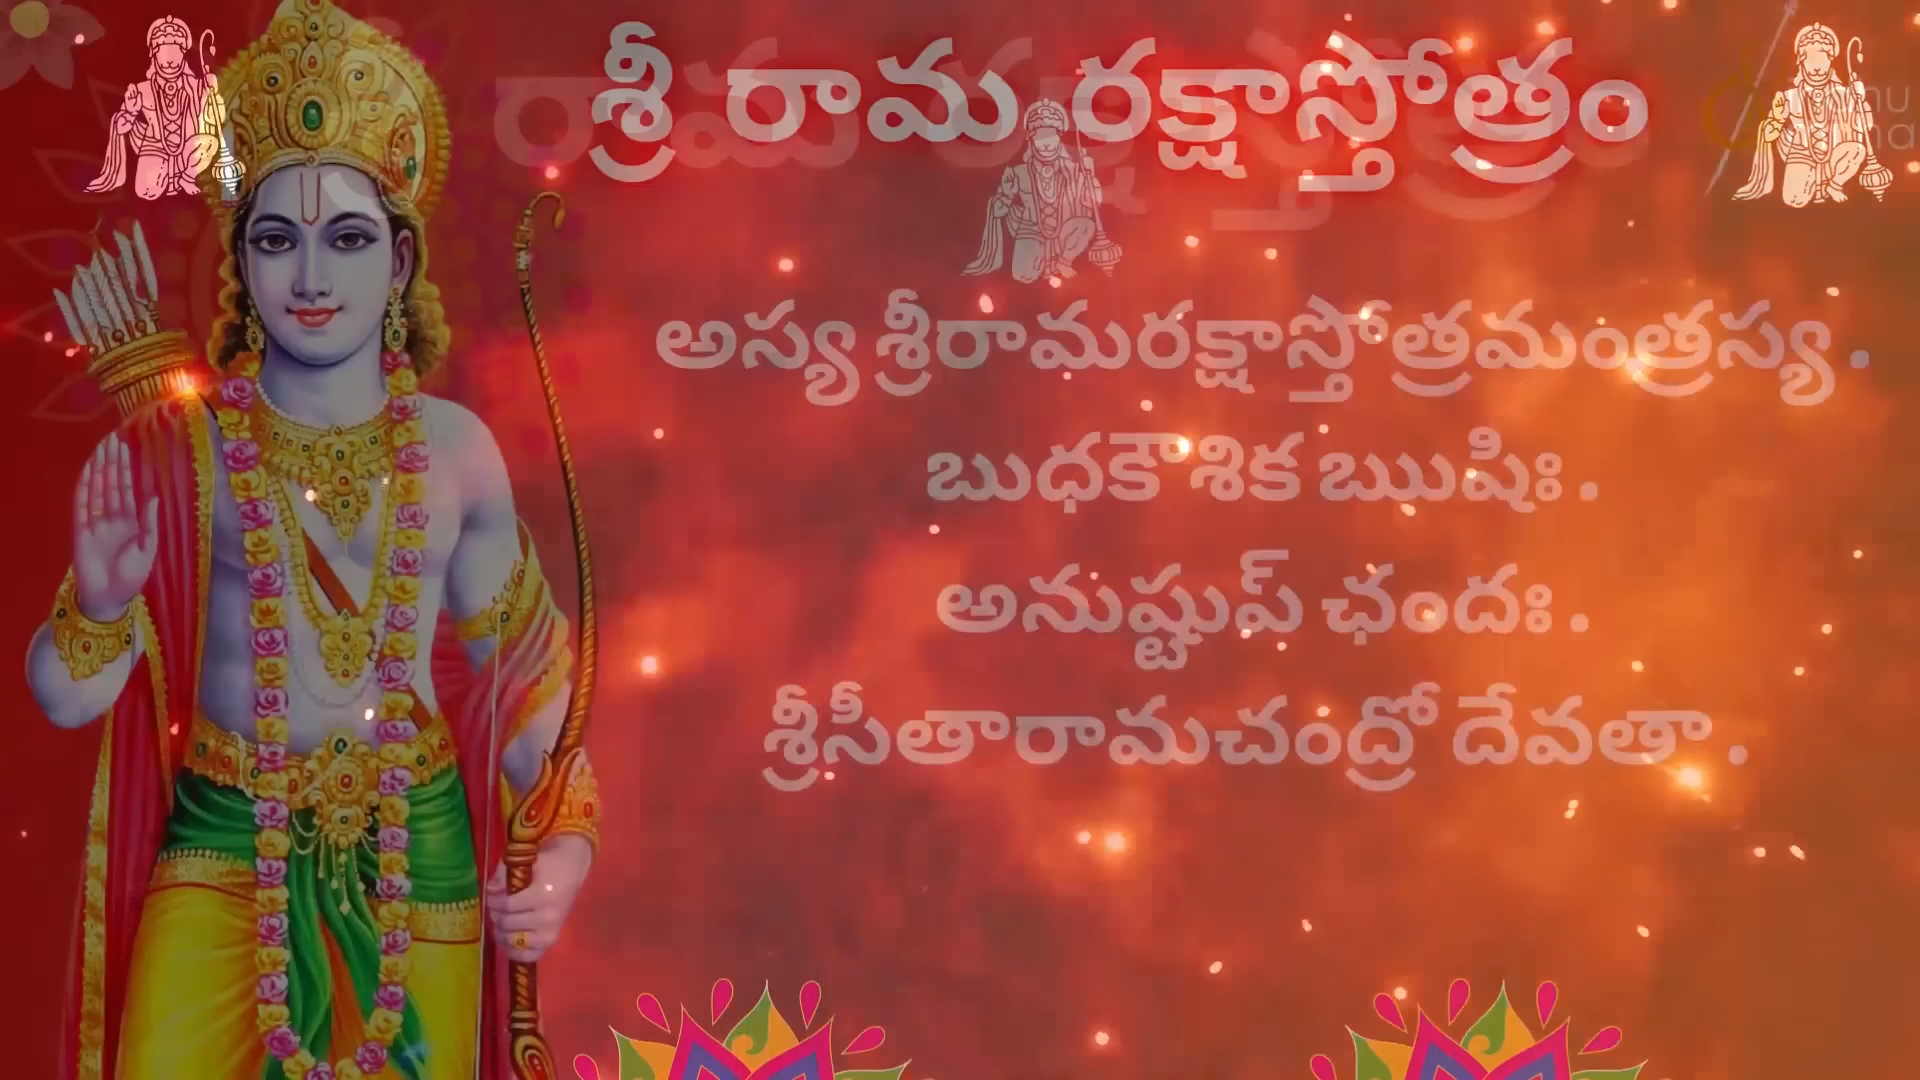 శ్రీ రామ రక్షాస్తోత్రం
అస్య శ్రీరామరక్షాస్తోత్రమంత్రస్య .
బుధకౌశిక ఋషిః .
అనుష్టుప్ ఛందః .
శ్రీసీతారామచంద్రో దేవతా .